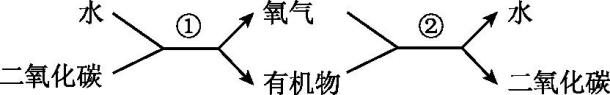 水 ① 氧气 ② 水
二氧化碳 有机物 二氧化碳